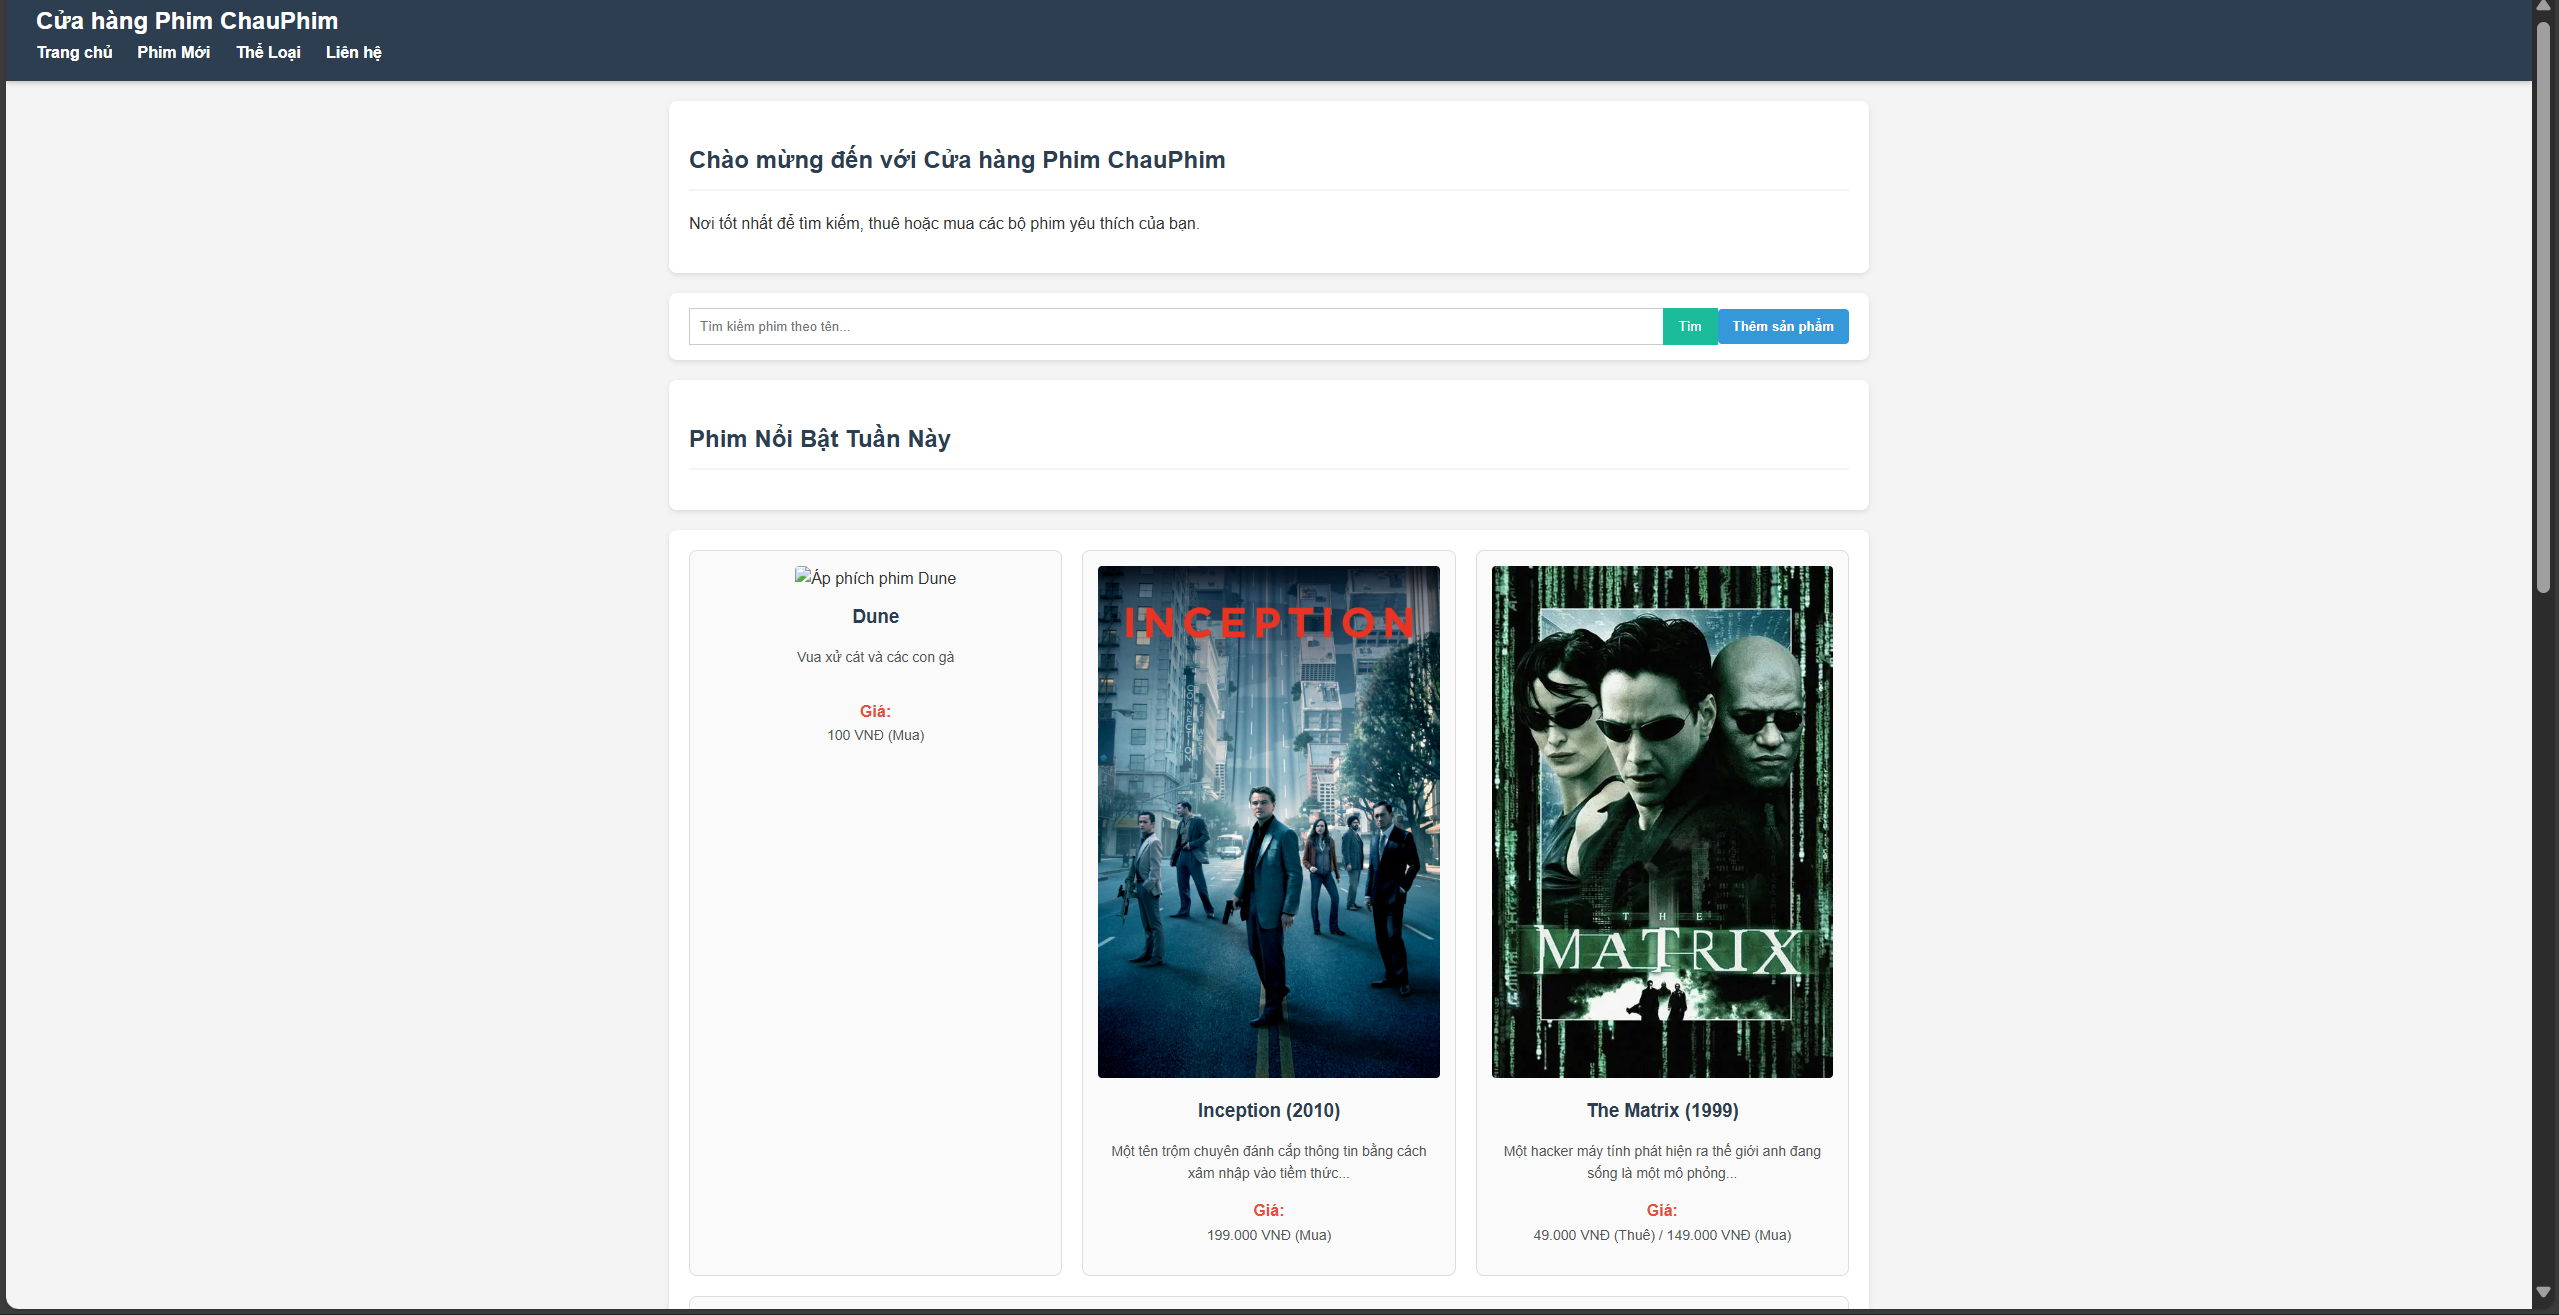 Cửa hàng Phim ChauPhim
Trang chủ Phim Mới Thể Loại Liên hệ
Chào mừng đến với Cửa hàng Phim ChauPhim
Nơi tốt nhất để tìm kiếm, thuê hoặc mua các bộ phim yêu thích của bạn.
Tìm kiếm phim theo tên...
Tìm
Thêm sản phẩm
Phim Nổi Bật Tuần Này
Áp phích phim Dune
Dune
Vua xử cát và các con gà
Giá:
100 VNĐ (Mua)
INCEPTION
CONNECTION
Inception (2010)
Một tên trộm chuyên đánh cắp thông tin bằng cách
xâm nhập vào tiềm thức...
Giá:
199.000 VNĐ (Mua)
THE
MATRIX
The Matrix (1999)
Một hacker máy tính phát hiện ra thế giới anh đang
sống là một mô phỏng...
Giá:
49.000 VNĐ (Thuê) / 149.000 VNĐ (Mua)